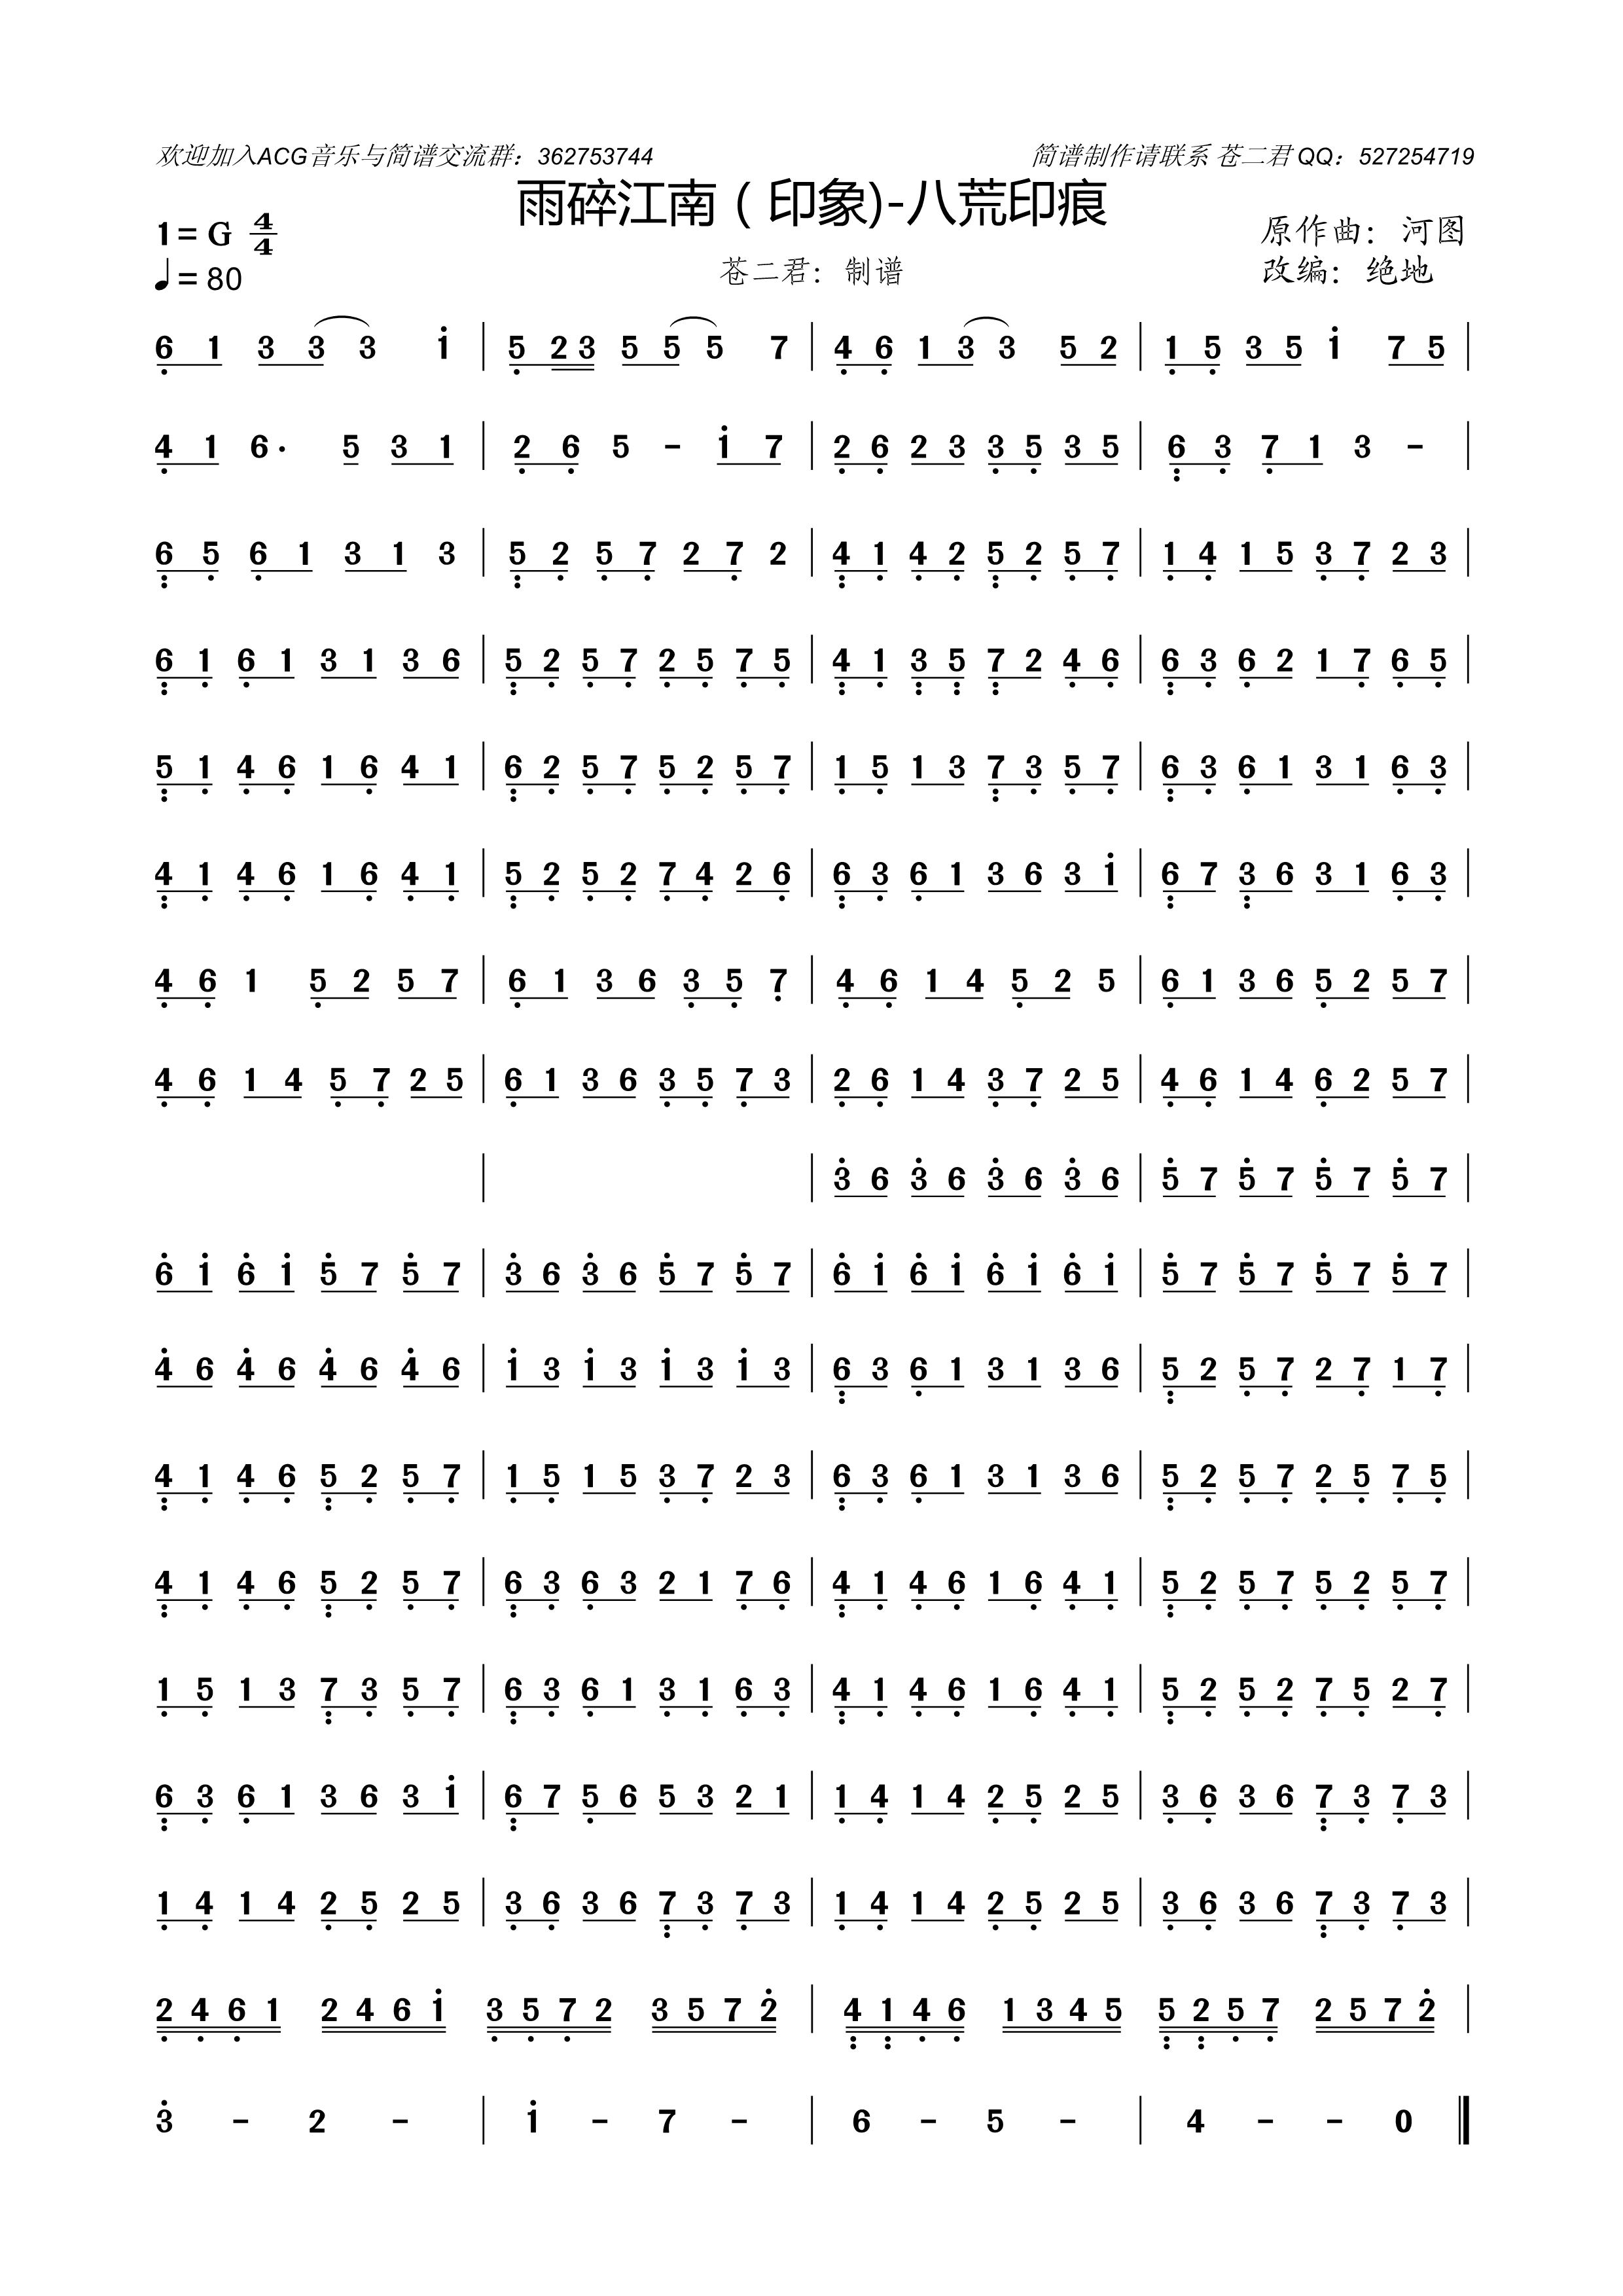 欢迎加入ACG音乐与简谱交流群：362753744
简谱制作请联系 苍二君 QQ：527254719
雨碎江南（印象)-八荒印痕
1=G 4/4
♩=80
苍二君：制谱
原作曲：河图
改编：绝地
6̣ 1 3 3 3 1̇ | 5̣ 2 3 5 5 5 7 | 4̣ 6̣ 1 3 3 5 2 | 1̣ 5̣ 3 5 1̇ 7 5 |
4̣ 1 6· 5 3 1 | 2̣ 6̣ 5 - 1̇ 7 | 2̣ 6̣ 2 3 3̣ 5̣ 3 5 | 6̣̣ 3̣ 7̣ 1 3 - |
6̣̣ 5̣ 6̣ 1 3 1 3 | 5̣̣ 2̣ 5̣ 7̣ 2 7̣ 2 | 4̣̣ 1̣ 4̣ 2̣ 5̣̣ 2̣ 5̣ 7̣ | 1̣ 4̣ 1 5 3̣ 7̣ 2 3 |
6̣̣ 1̣ 6̣ 1 3 1 3 6 | 5̣̣ 2̣ 5̣ 7̣ 2̣ 5̣ 7̣ 5̣ | 4̣̣ 1̣ 3̣̣ 5̣̣ 7̣̣ 2 4̣ 6̣ | 6̣̣ 3̣ 6̣ 2 1 7̣ 6̣ 5̣ |
5̣̣ 1̣ 4̣ 6̣ 1 6̣ 4 1 | 6̣̣ 2̣ 5̣ 7̣ 5̣ 2̣ 5̣ 7̣ | 1̣ 5̣ 1 3 7̣̣ 3̣ 5̣ 7̣ | 6̣̣ 3̣ 6̣ 1 3 1 6̣ 3̣ |
4̣̣ 1̣ 4̣ 6̣ 1 6̣ 4̣ 1̣ | 5̣̣ 2̣ 5̣ 2̣ 7̣ 4̣ 2 6̣ | 6̣̣ 3̣ 6̣ 1 3 6 3 1̇ | 6̣̣ 7 3̣̣ 6 3 1 6̣ 3̣ |
4̣ 6̣ 1 5̣ 2 5 7 | 6̣ 1 3 6 3̣ 5̣ 7̣ | 4̣ 6̣ 1 4 5̣ 2 5 | 6̣ 1 3 6 5̣ 2 5 7 |
4̣ 6̣ 1 4 5̣ 7̣ 2 5 | 6̣ 1 3 6 3̣ 5̣ 7̣ 3 | 2̣ 6̣ 1 4 3̣ 7̣ 2 5 | 4̣ 6̣ 1 4 6̣ 2 5 7 |
| | 3̇ 6 3̇ 6 3̇ 6 3̇ 6 | 5̇ 7 5̇ 7 5̇ 7 5̇ 7 |
6̇ 1̇ 6̇ 1̇ 5̇ 7 5̇ 7 | 3̇ 6 3̇ 6 5̇ 7 5̇ 7 | 6̇ 1̇ 6̇ 1̇ 6̇ 1̇ 6̇ 1̇ | 5̇ 7 5̇ 7 5̇ 7 5̇ 7 |
4̇ 6 4̇ 6 4̇ 6 4̇ 6 | 1̇ 3 1̇ 3 1̇ 3 1̇ 3 | 6̣̣ 3 6̣ 1 3 1 3 6 | 5̣̣ 2 5̣ 7̣ 2 7̣ 1 7̣ |
4̣̣ 1̣ 4̣ 6̣ 5̣̣ 2̣ 5̣ 7̣ | 1̣ 5̣ 1 5 3̣ 7̣ 2 3 | 6̣̣ 3̣ 6̣ 1 3 1 3 6 | 5̣̣ 2̣ 5̣ 7̣ 2̣ 5̣ 7̣ 5̣ |
4̣̣ 1̣ 4̣ 6̣ 5̣̣ 2̣ 5̣ 7̣ | 6̣̣ 3̣ 6̣ 3 2 1 7̣ 6̣ | 4̣̣ 1̣ 4̣ 6̣ 1 6̣ 4̣ 1̣ | 5̣̣ 2̣ 5̣ 7̣ 5̣ 2̣ 5̣ 7̣ |
1̣ 5̣ 1 3 7̣̣ 3̣ 5̣ 7̣ | 6̣̣ 3̣ 6̣ 1 3̣ 1̣ 6̣ 3̣ | 4̣̣ 1̣ 4̣ 6̣ 1 6̣ 4̣ 1̣ | 5̣̣ 2̣ 5̣ 2̣ 7̣ 5̣ 2 7̣ |
6̣̣ 3̣ 6̣ 1 3 6 3 1̇ | 6̣̣ 7 5̣ 6 5 3 2 1 | 1̣ 4̣ 1 4 2̣ 5̣ 2 5 | 3̣ 6̣ 3 6 7̣̣ 3̣ 7̣ 3 |
1̣ 4̣ 1 4 2̣ 5̣ 2 5 | 3̣ 6̣ 3 6 7̣̣ 3̣ 7̣ 3 | 1̣ 4̣ 1 4 2̣ 5̣ 2 5 | 3̣ 6̣ 3 6 7̣̣ 3̣ 7̣ 3 |
2̣ 4̣ 6̣ 1 2 4 6 1̇ 3̣ 5̣ 7̣ 2 3 5 7 2̇ | 4̣̣ 1̣̣ 4̣ 6̣ 1 3 4 5 5̣̣ 2̣̣ 5̣ 7̣ 2 5 7 2̇ |
3̇ - 2 - | 1̇ - 7 - | 6 - 5 - | 4 - - 0 ‖